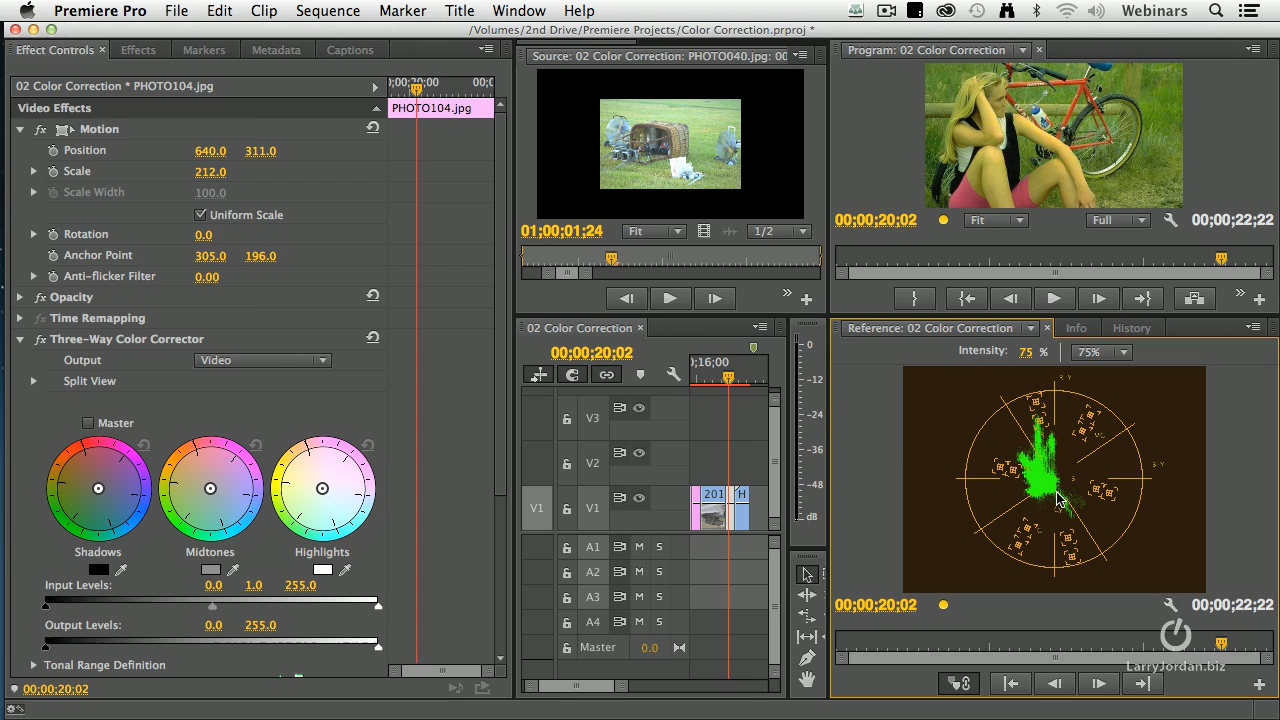 Premiere Pro File Edit Clip Sequence Marker Title Window Help Webinars
/Volumes/2nd Drive/Premiere Projects/Color Correction.prproj *
Effect Controls × Effects Markers Metadata Captions
02 Color Correction * PHOTO104.jpg
;00;20;00
Video Effects
PHOTO104.jpg
fx Motion
Position 640.0 311.0
Scale 212.0
Scale Width 100.0
Uniform Scale
Rotation 0.0
Anchor Point 305.0 196.0
Anti-flicker Filter 0.00
fx Opacity
fx Time Remapping
fx Three-Way Color Corrector
Output Video
Split View
Master
Shadows Midtones Highlights
Input Levels: 0.0 1.0 255.0
Output Levels: 0.0 255.0
Tonal Range Definition
00;00;20;02
Source: 02 Color Correction: PHOTO040.jpg: 00
01;00;01;24 Fit 1/2
Program: 02 Color Correction ×
00;00;20;02 Fit Full 00;00;22;22
02 Color Correction ×
00;00;20;02
;16;00
V3
V2
V1 V1 201 H
A1 M S
A2 M S
A3 M S
A4 M S
Master 0.0
0
-12
-24
-36
-48
dB
Reference: 02 Color Correction × Info History
Intensity: 75 % 75%
R-Y
B-Y
00;00;20;02 00;00;22;22
LarryJordan.biz